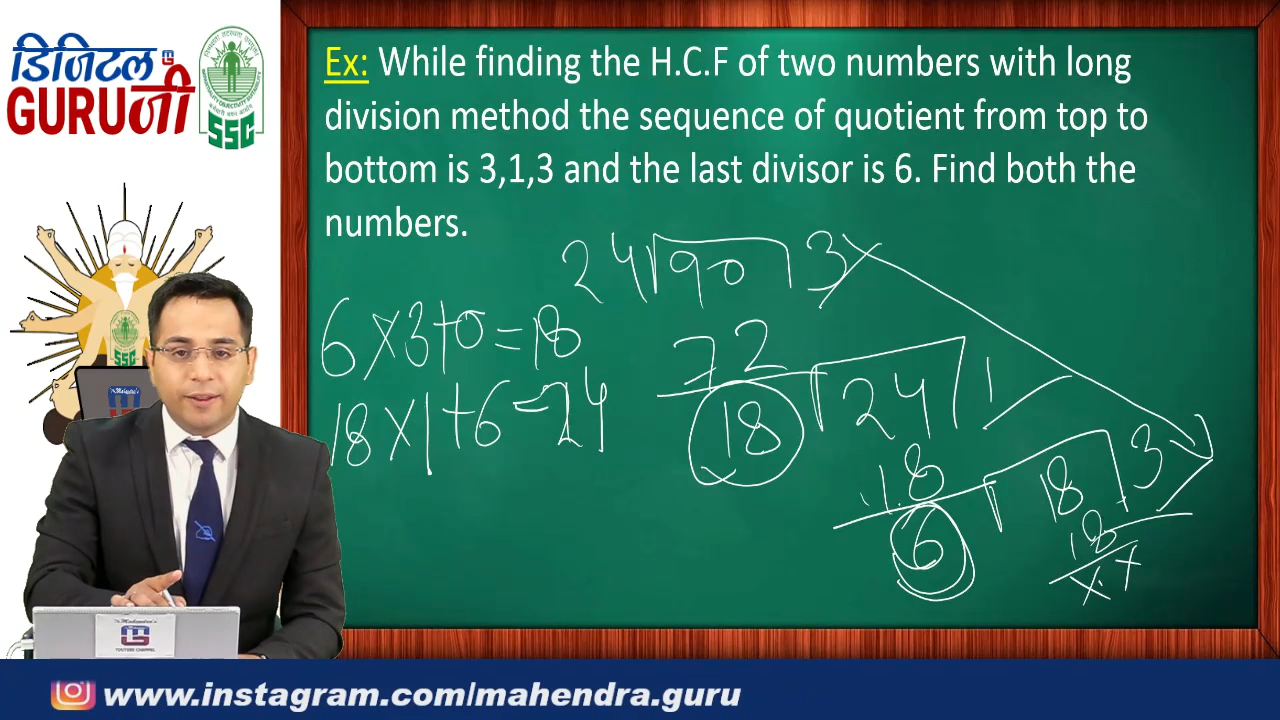 डिजिटल
GURUजी
SSC
Ex: While finding the H.C.F of two numbers with long
division method the sequence of quotient from top to
bottom is 3,1,3 and the last divisor is 6. Find both the
numbers.
24 90 3
6×3+0=18
72
18×1+6=24
18 24 1
18
6 18 3
18
× ×
SSC
www.instagram.com/mahendra.guru